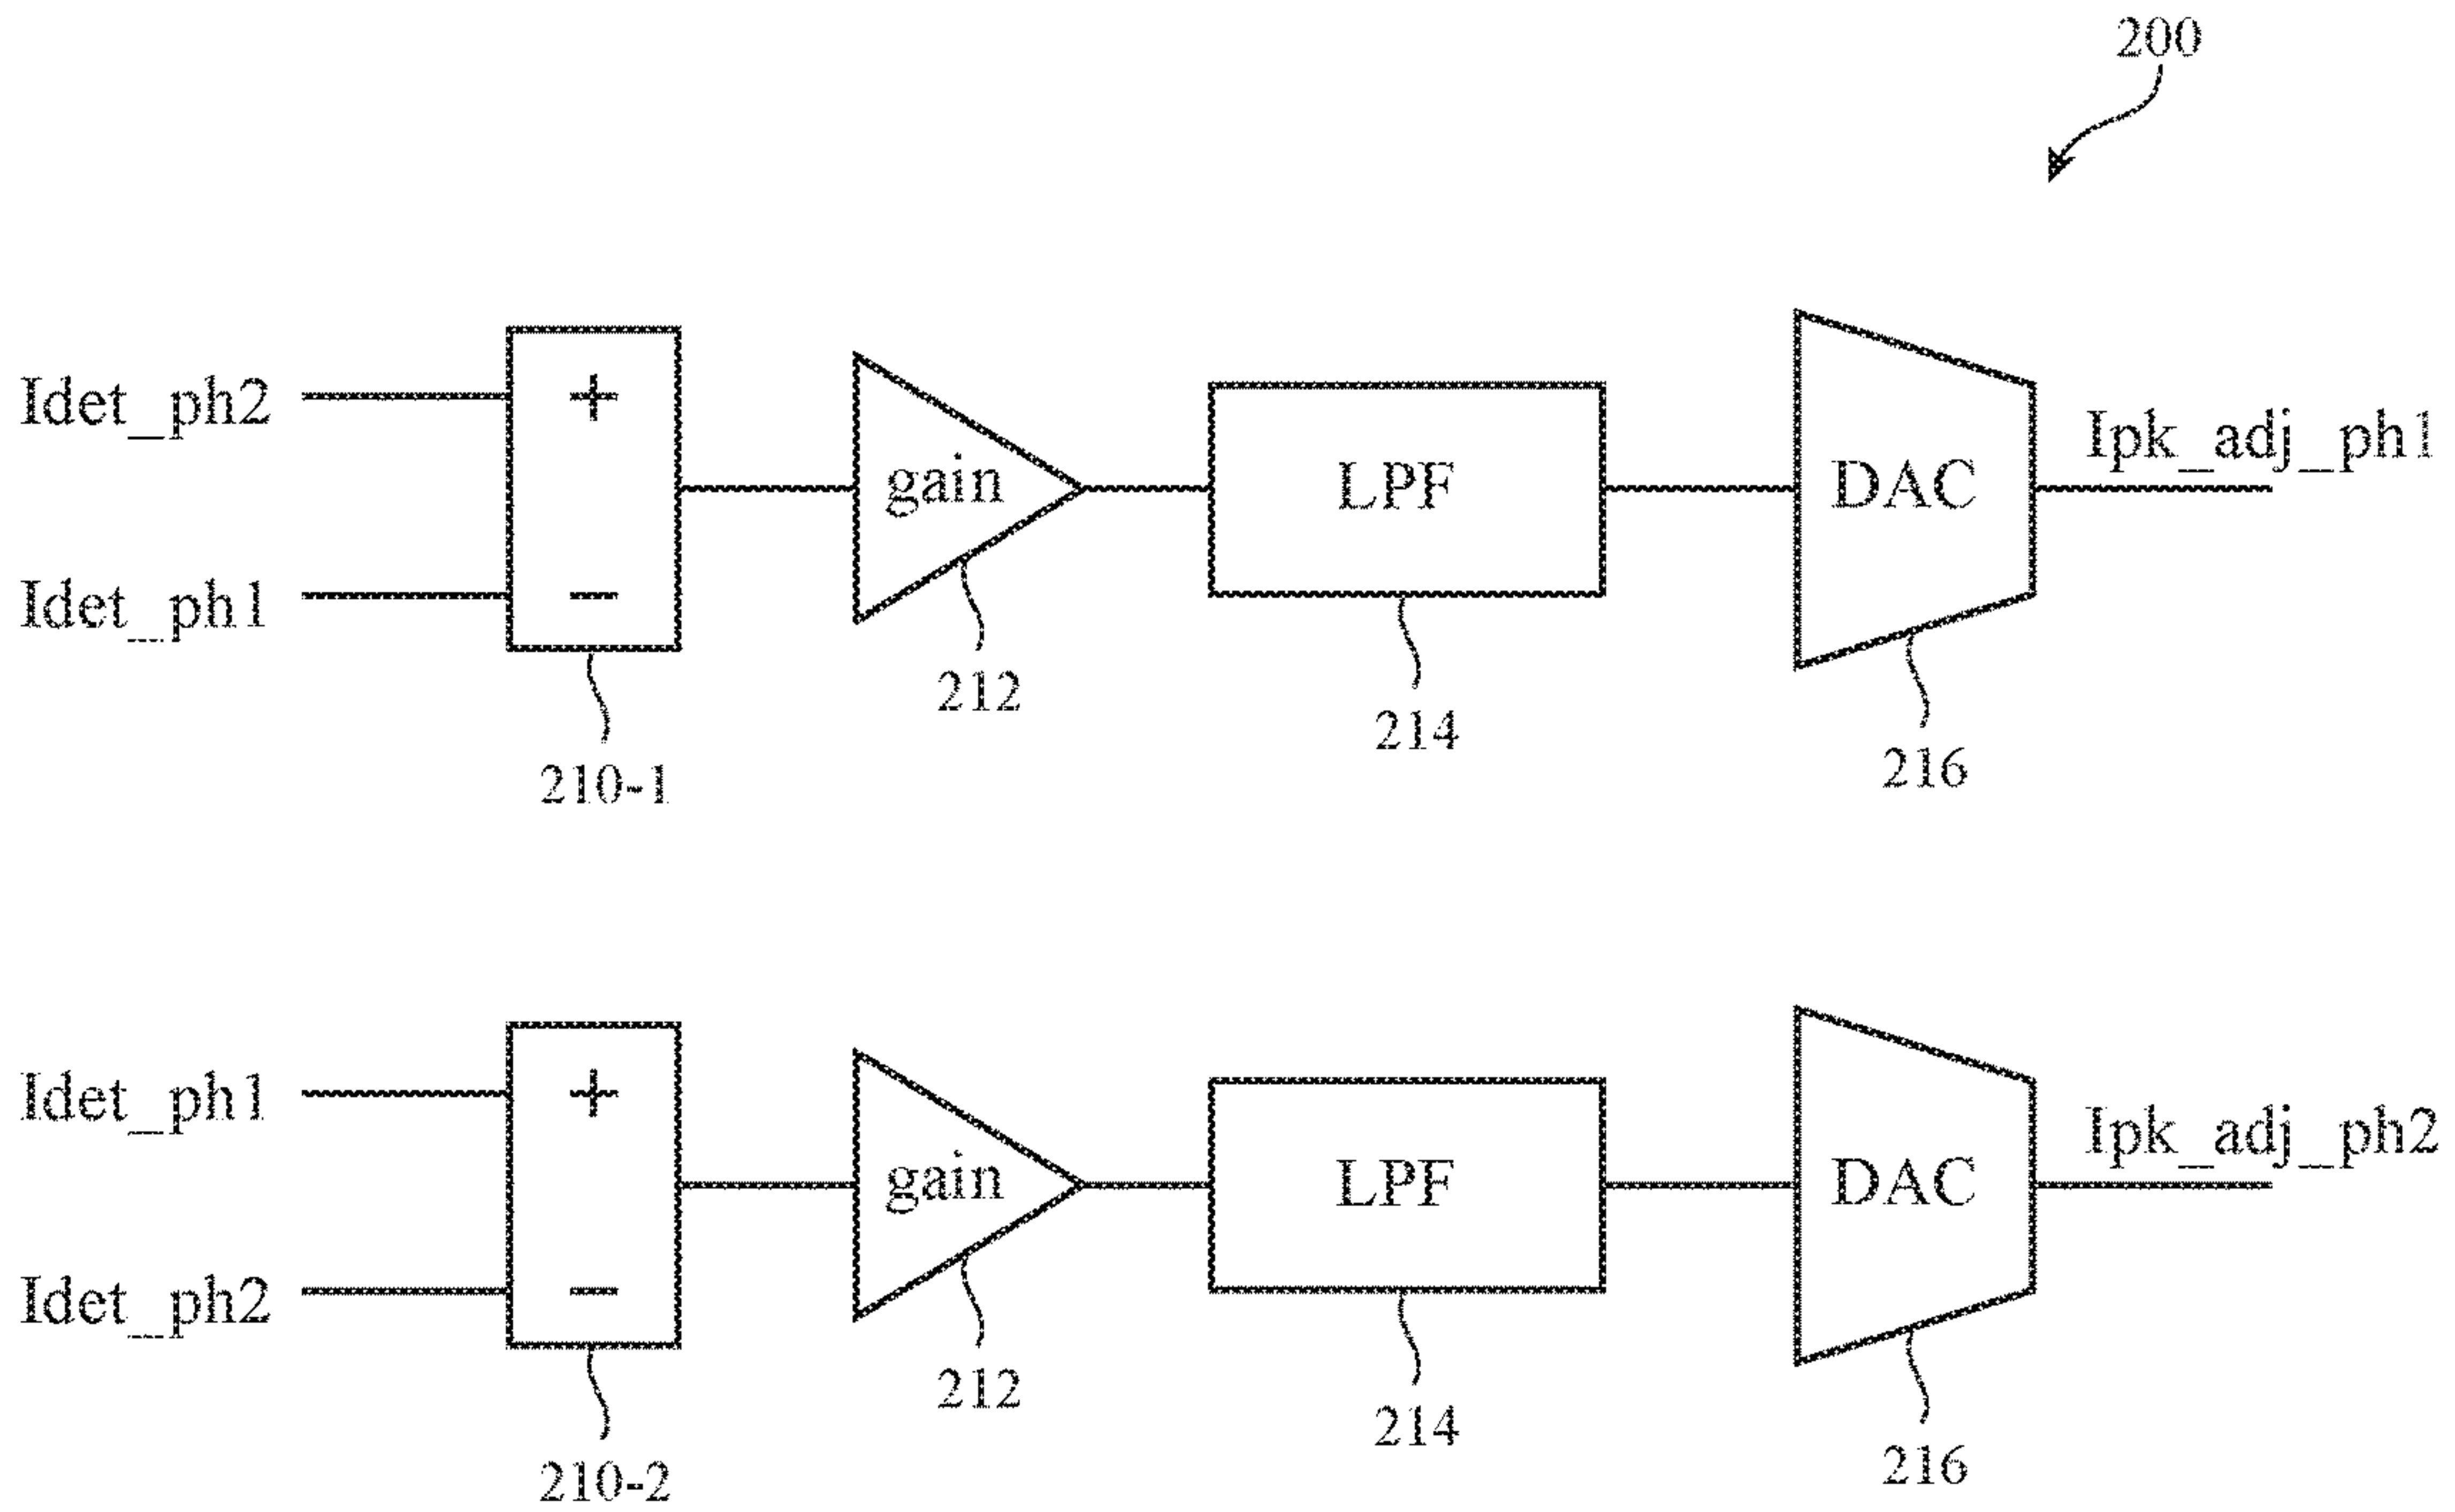 200
Idet_ph2
+
gain
LPF
DAC
Ipk_adj_ph1
Idet_ph1
−
212
214
216
210-1
Idet_ph1
+
gain
LPF
DAC
Ipk_adj_ph2
Idet_ph2
−
212
214
216
210-2